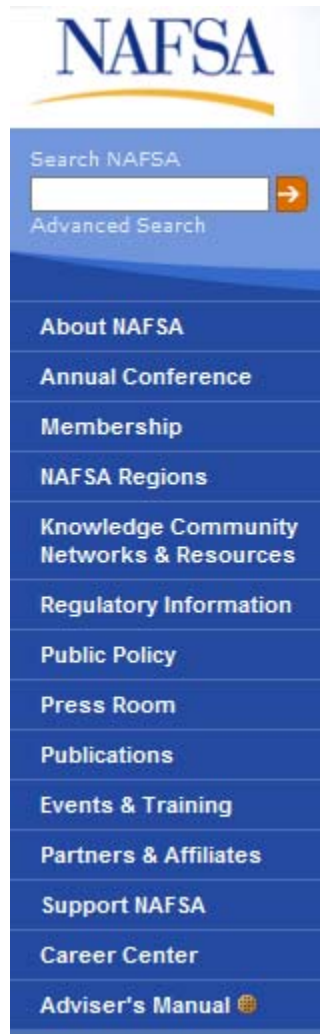 NAFSA
Search NAFSA
Advanced Search
About NAFSA
Annual Conference
Membership
NAFSA Regions
Knowledge Community
Networks & Resources
Regulatory Information
Public Policy
Press Room
Publications
Events & Training
Partners & Affiliates
Support NAFSA
Career Center
Adviser's Manual